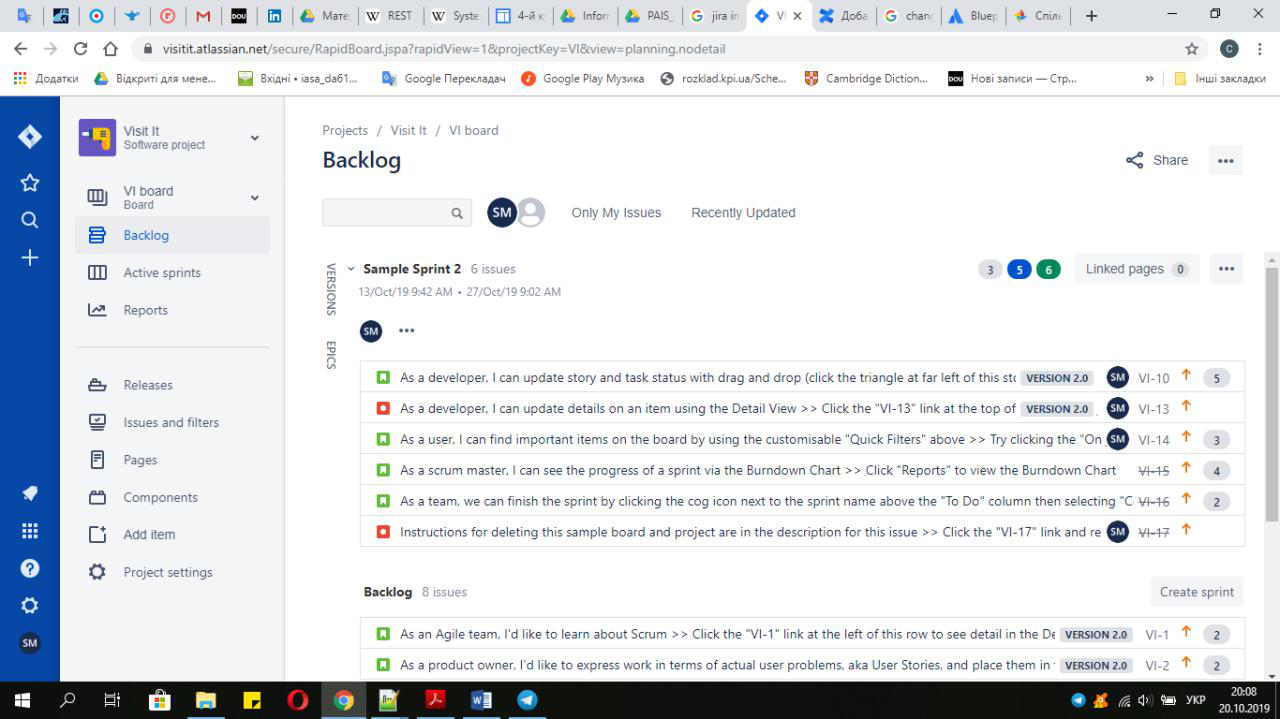 Мате
REST
Syste
4-й к
Inforr
PAIS_
jira in
VI
Доба
chan
Bluep
Спіль
visitit.atlassian.net/secure/RapidBoard.jspa?rapidView=1&projectKey=VI&view=planning.nodetail
C
Додатки
Відкриті для мене...
Вхідні • iasa_da61...
Google Перекладач
Google Play Музика
rozklad.kpi.ua/Sche...
Cambridge Diction...
DOU
Нові записи — Стр...
»
Інші закладки
Visit It
Software project
VI board
Board
Backlog
Active sprints
Reports
Releases
Issues and filters
Pages
Components
Add item
Project settings
SM
Projects / Visit It / VI board
Backlog
Share
SM
Only My Issues
Recently Updated
VERSIONS
EPICS
Sample Sprint 2 6 issues
3 5 6
Linked pages 0
13/Oct/19 9:42 AM • 27/Oct/19 9:02 AM
SM
As a developer, I can update story and task status with drag and drop (click the triangle at far left of this sto VERSION 2.0 SM VI-10 5
As a developer, I can update details on an item using the Detail View >> Click the "VI-13" link at the top of VERSION 2.0 SM VI-13
As a user, I can find important items on the board by using the customisable "Quick Filters" above >> Try clicking the "On SM VI-14 3
As a scrum master, I can see the progress of a sprint via the Burndown Chart >> Click "Reports" to view the Burndown Chart VI-15 4
As a team, we can finish the sprint by clicking the cog icon next to the sprint name above the "To Do" column then selecting "C VI-16 2
Instructions for deleting this sample board and project are in the description for this issue >> Click the "VI-17" link and re SM VI-17
Backlog 8 issues
Create sprint
As an Agile team, I'd like to learn about Scrum >> Click the "VI-1" link at the left of this row to see detail in the De VERSION 2.0 VI-1 2
As a product owner, I'd like to express work in terms of actual user problems, aka User Stories, and place them in VERSION 2.0 VI-2 2
УКР
20:08
20.10.2019